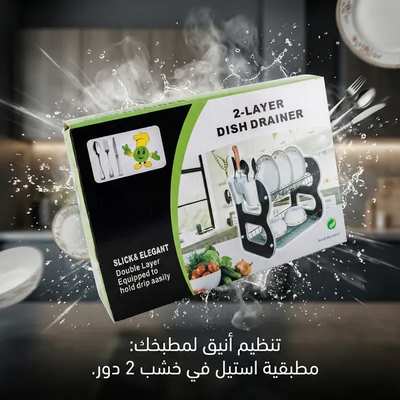 2-LAYER
DISH DRAINER
SLICK& ELEGANT
Double Layer
Equipped to
hold drip aasily
تنظيم أنيق لمطبخك:
مطبقية استيل في خشب 2 دور.